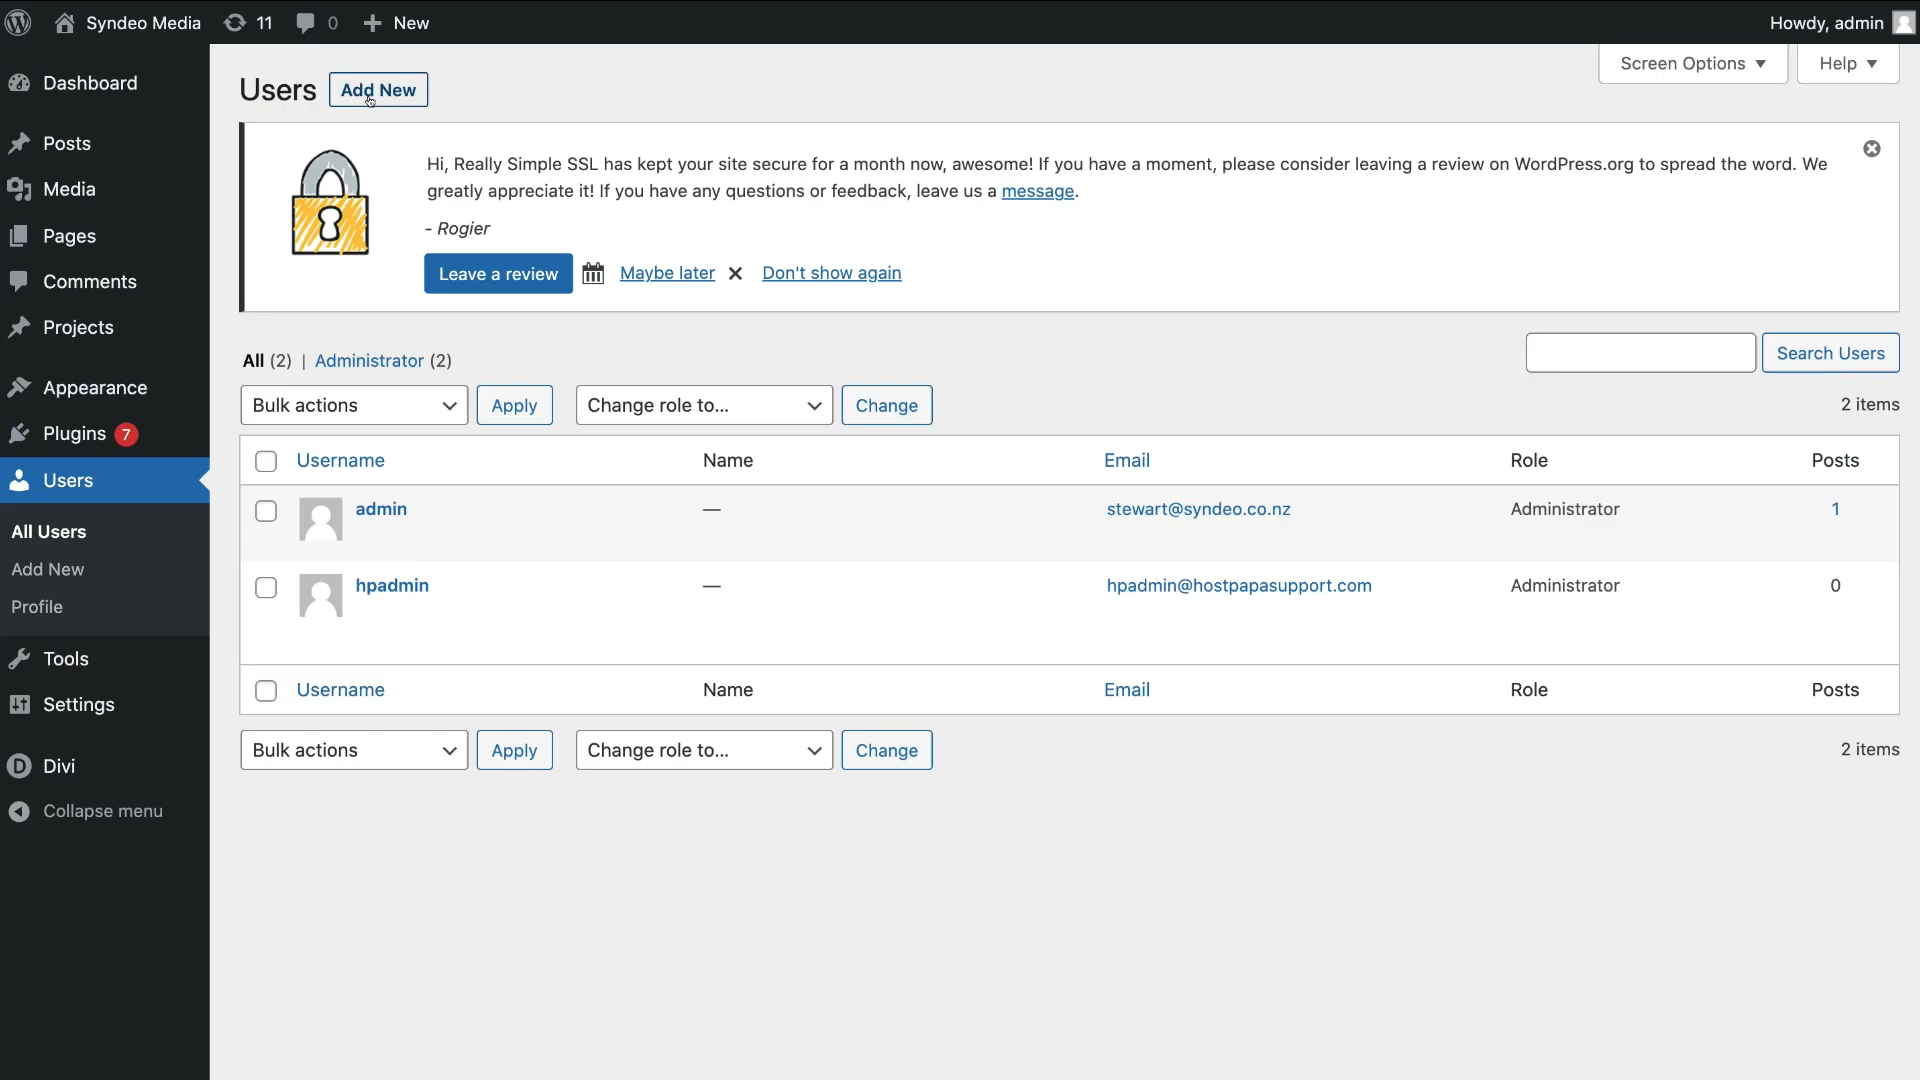 Syndeo Media 11 0 New Howdy, admin
Dashboard
Posts
Media
Pages
Comments
Projects
Appearance
Plugins 7
Users
All Users
Add New
Profile
Tools
Settings
Divi
Collapse menu
Screen Options Help
Users Add New
Hi, Really Simple SSL has kept your site secure for a month now, awesome! If you have a moment, please consider leaving a review on WordPress.org to spread the word. We
greatly appreciate it! If you have any questions or feedback, leave us a message.
- Rogier
Leave a review Maybe later Don't show again
All (2) | Administrator (2) Search Users
Bulk actions Apply Change role to... Change 2 items
Username Name Email Role Posts
admin — stewart@syndeo.co.nz Administrator 1
hpadmin — hpadmin@hostpapasupport.com Administrator 0
Username Name Email Role Posts
Bulk actions Apply Change role to... Change 2 items